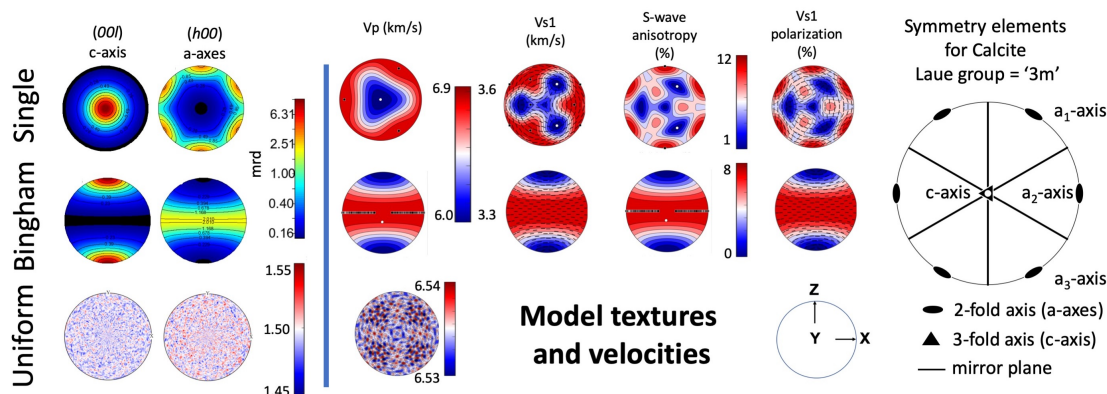 (00l)
c-axis
(h00)
a-axes
Vp (km/s)
Vs1
(km/s)
S-wave
anisotropy
(%)
Vs1
polarization
(%)
Symmetry elements
for Calcite
Laue group = ‘3m’
Single
Bingham
Uniform
6.31
2.51
1.00
0.40
0.16
mrd
6.9
6.0
3.6
3.3
12
1
8
0
1.55
1.50
1.45
6.54
6.53
Model textures
and velocities
Z
Y
X
a1-axis
c-axis
a2-axis
a3-axis
2-fold axis (a-axes)
3-fold axis (c-axis)
mirror plane